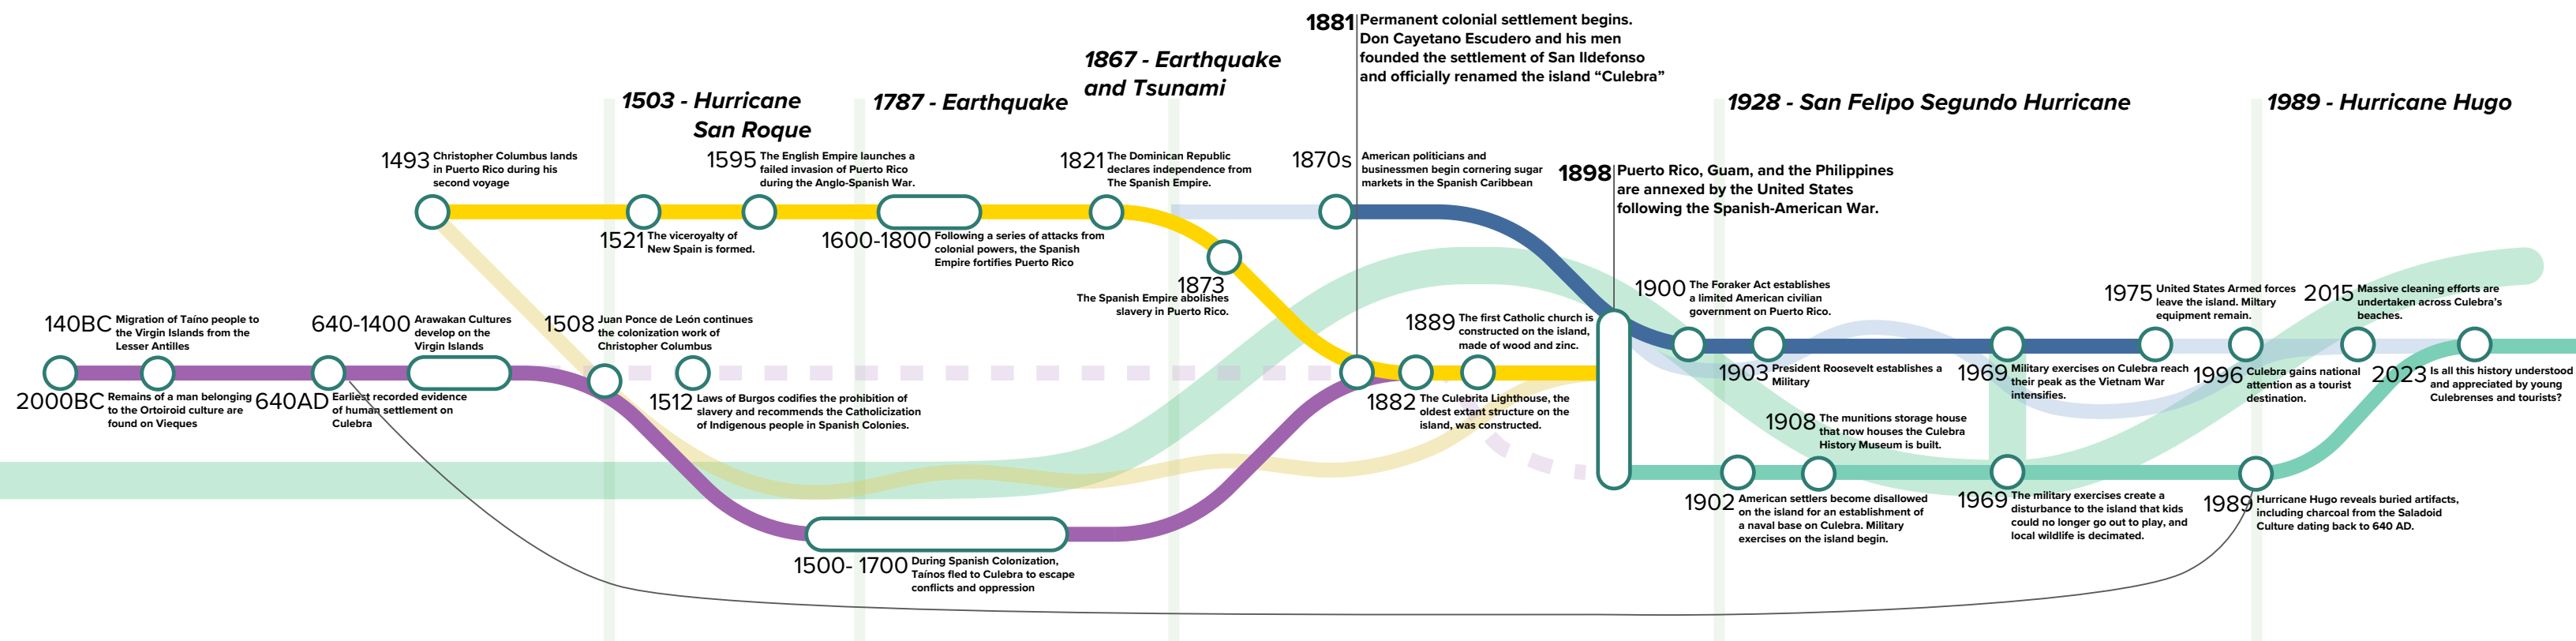 1881 Permanent colonial settlement begins.
Don Cayetano Escudero and his men
founded the settlement of San Ildefonso
and officially renamed the island “Culebra”
1867 - Earthquake
and Tsunami
1503 - Hurricane
San Roque
1787 - Earthquake
1928 - San Felipo Segundo Hurricane
1989 - Hurricane Hugo
1493 Christopher Columbus lands
in Puerto Rico during his
second voyage
1595 The English Empire launches a
failed invasion of Puerto Rico
during the Anglo-Spanish War.
1821 The Dominican Republic
declares independence from
The Spanish Empire.
1870s American politicians and
businessmen begin cornering sugar
markets in the Spanish Caribbean
1898 Puerto Rico, Guam, and the Philippines
are annexed by the United States
following the Spanish-American War.
1521 The viceroyalty of
New Spain is formed.
1600-1800 Following a series of attacks from
colonial powers, the Spanish
Empire fortifies Puerto Rico
1873
The Spanish Empire abolishes
slavery in Puerto Rico.
140BC Migration of Taíno people to
the Virgin Islands from the
Lesser Antilles
640-1400 Arawakan Cultures
develop on the
Virgin Islands
1508 Juan Ponce de León continues
the colonization work of
Christopher Columbus
1889 The first Catholic church is
constructed on the island,
made of wood and zinc.
1900 The Foraker Act establishes
a limited American civilian
government on Puerto Rico.
1975 United States Armed forces
leave the island. Miltary
equipment remain.
2015 Massive cleaning efforts are
undertaken across Culebra’s
beaches.
2000BC Remains of a man belonging
to the Ortoiroid culture are
found on Vieques
640AD Earliest recorded evidence
of human settlement on
Culebra
1512 Laws of Burgos codifies the prohibition of
slavery and recommends the Catholicization
of Indigenous people in Spanish Colonies.
1882 The Culebrita Lighthouse, the
oldest extant structure on the
island, was constructed.
1903 President Roosevelt establishes a
Military
1969 Military exercises on Culebra reach
their peak as the Vietnam War
intensifies.
1996 Culebra gains national
attention as a tourist
destination.
2023 Is all this history understood
and appreciated by young
Culebrenses and tourists?
1908 The munitions storage house
that now houses the Culebra
History Museum is built.
1902 American settlers become disallowed
on the island for an establishment of
a naval base on Culebra. Military
exercises on the island begin.
1969 The military exercises create a
disturbance to the island that kids
could no longer go out to play, and
local wildlife is decimated.
1989 Hurricane Hugo reveals buried artifacts,
including charcoal from the Saladoid
Culture dating back to 640 AD.
1500- 1700 During Spanish Colonization,
Taínos fled to Culebra to escape
conflicts and oppression